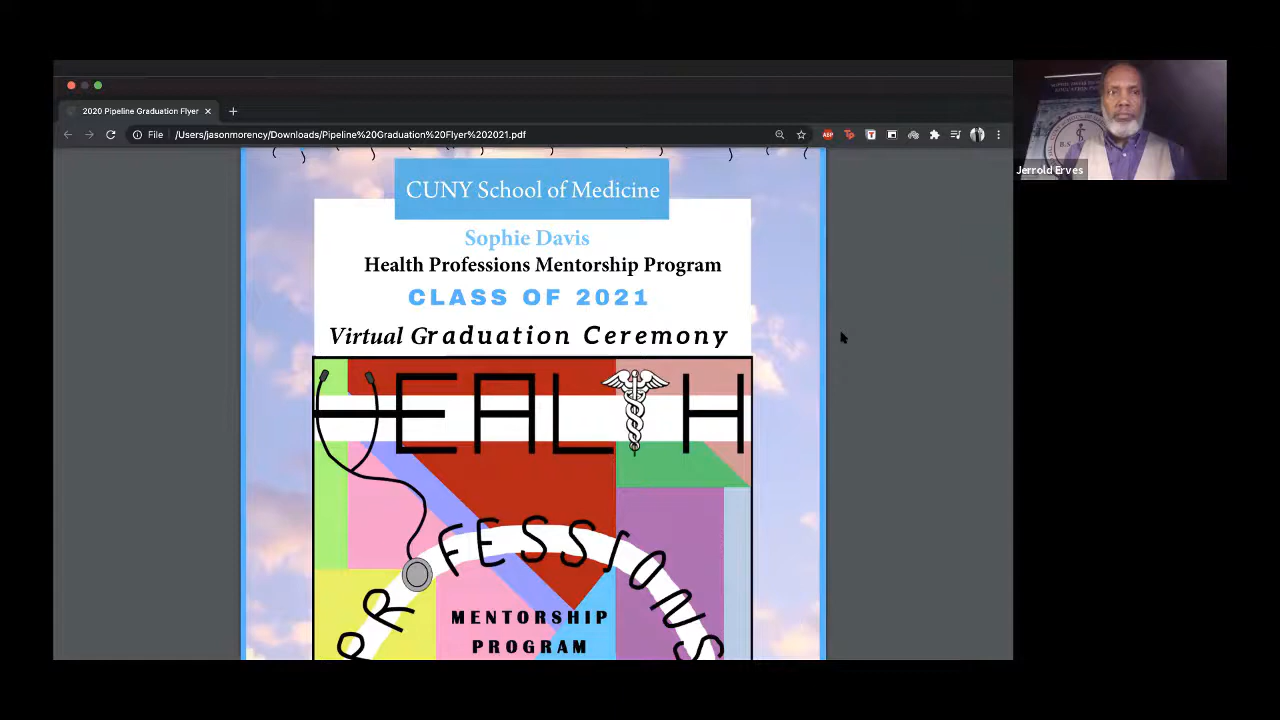 2020 Pipeline Graduation Flyer
File
/Users/jasonmorency/Downloads/Pipeline%20Graduation%20Flyer%202021.pdf
ABP
CUNY School of Medicine
Sophie Davis
Health Professions Mentorship Program
CLASS OF 2021
Virtual Graduation Ceremony
HEALTH
PROFESSIONS
MENTORSHIP
PROGRAM
Jerrold Erves